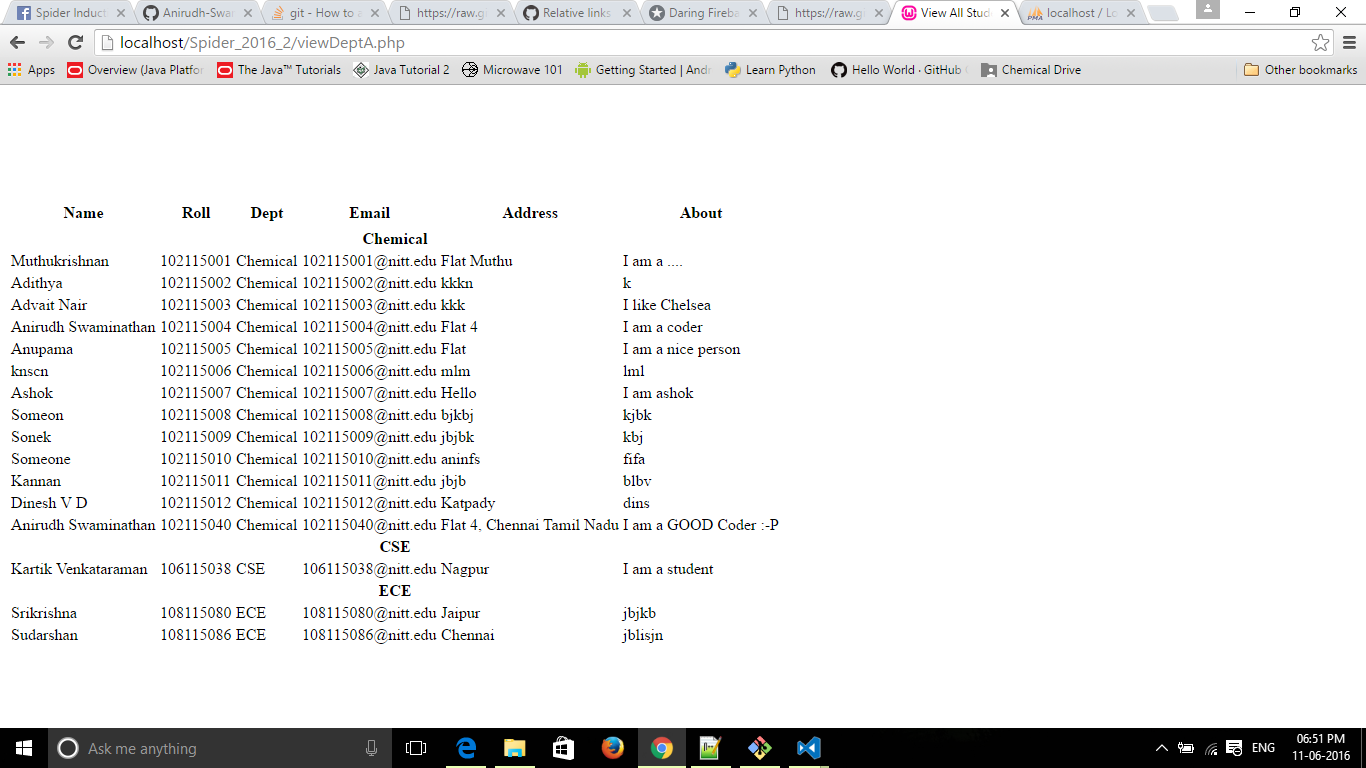 Spider Induct Anirudh-Swar git - How to a https://raw.g Relative links Daring Fireba https://raw.g View All Stud localhost / Lo
localhost/Spider_2016_2/viewDeptA.php
Apps Overview (Java Platfor The Java™ Tutorials Java Tutorial 2 Microwave 101 Getting Started | Andr Learn Python Hello World · GitHub Chemical Drive Other bookmarks
Name Roll Dept Email Address About
Chemical
Muthukrishnan 102115001 Chemical 102115001@nitt.edu Flat Muthu I am a ....
Adithya 102115002 Chemical 102115002@nitt.edu kkkn k
Advait Nair 102115003 Chemical 102115003@nitt.edu kkk I like Chelsea
Anirudh Swaminathan 102115004 Chemical 102115004@nitt.edu Flat 4 I am a coder
Anupama 102115005 Chemical 102115005@nitt.edu Flat I am a nice person
knscn 102115006 Chemical 102115006@nitt.edu mlm lml
Ashok 102115007 Chemical 102115007@nitt.edu Hello I am ashok
Someon 102115008 Chemical 102115008@nitt.edu bjkbj kjbk
Sonek 102115009 Chemical 102115009@nitt.edu jbjbk kbj
Someone 102115010 Chemical 102115010@nitt.edu aninfs fifa
Kannan 102115011 Chemical 102115011@nitt.edu jbjb blbv
Dinesh V D 102115012 Chemical 102115012@nitt.edu Katpady dins
Anirudh Swaminathan 102115040 Chemical 102115040@nitt.edu Flat 4, Chennai Tamil Nadu I am a GOOD Coder :-P
CSE
Kartik Venkataraman 106115038 CSE 106115038@nitt.edu Nagpur I am a student
ECE
Srikrishna 108115080 ECE 108115080@nitt.edu Jaipur jbjkb
Sudarshan 108115086 ECE 108115086@nitt.edu Chennai jblisjn
Ask me anything ENG 06:51 PM
11-06-2016